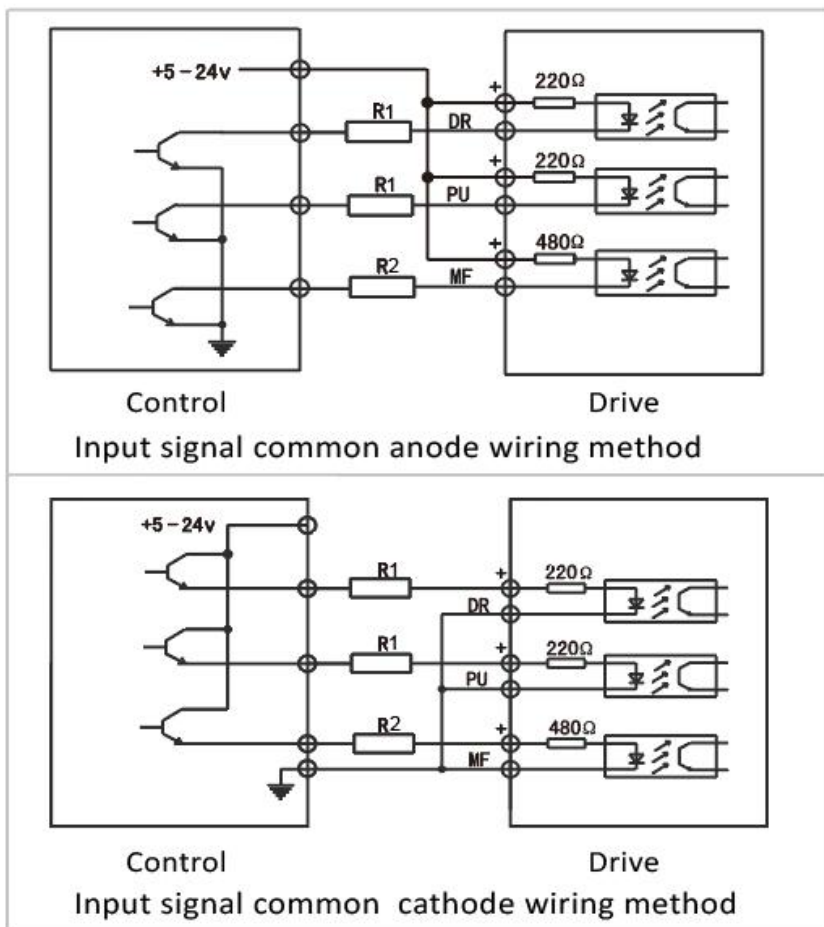 +5-24v
+ 220Ω
R1
DR
+ 220Ω
R1
PU
+ 480Ω
R2
MF
Control Drive
Input signal common anode wiring method
+5-24v
R1 + 220Ω
DR
R1 + 220Ω
PU
R2 + 480Ω
MF
Control Drive
Input signal common cathode wiring method